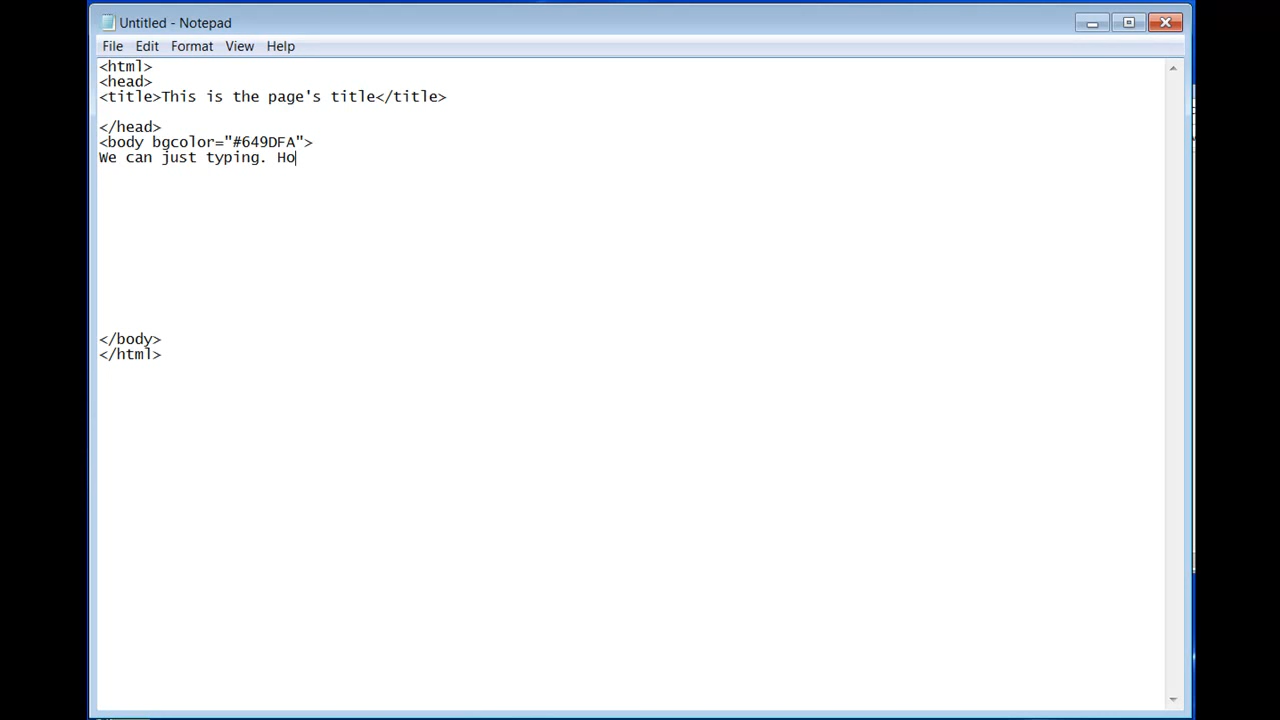 Untitled - Notepad
File Edit Format View Help
<html>
<head>
<title>This is the page's title</title>
</head>
<body bgcolor="#649DFA">
We can just typing. Ho
</body>
</html>